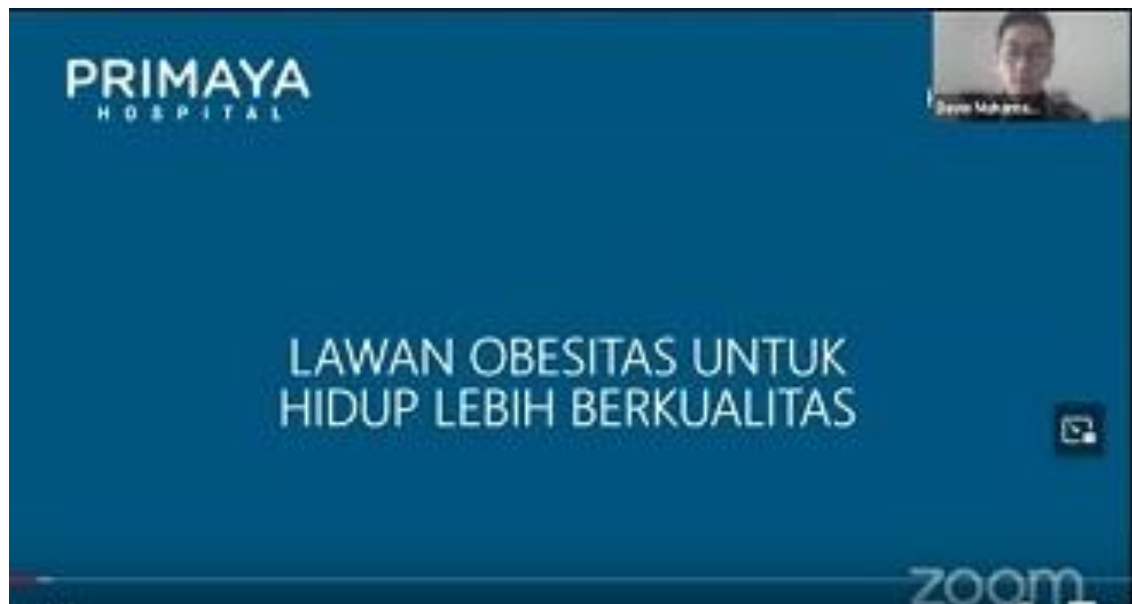 PRIMAYA
HOSPITAL
LAWAN OBESITAS UNTUK
HIDUP LEBIH BERKUALITAS
zoom